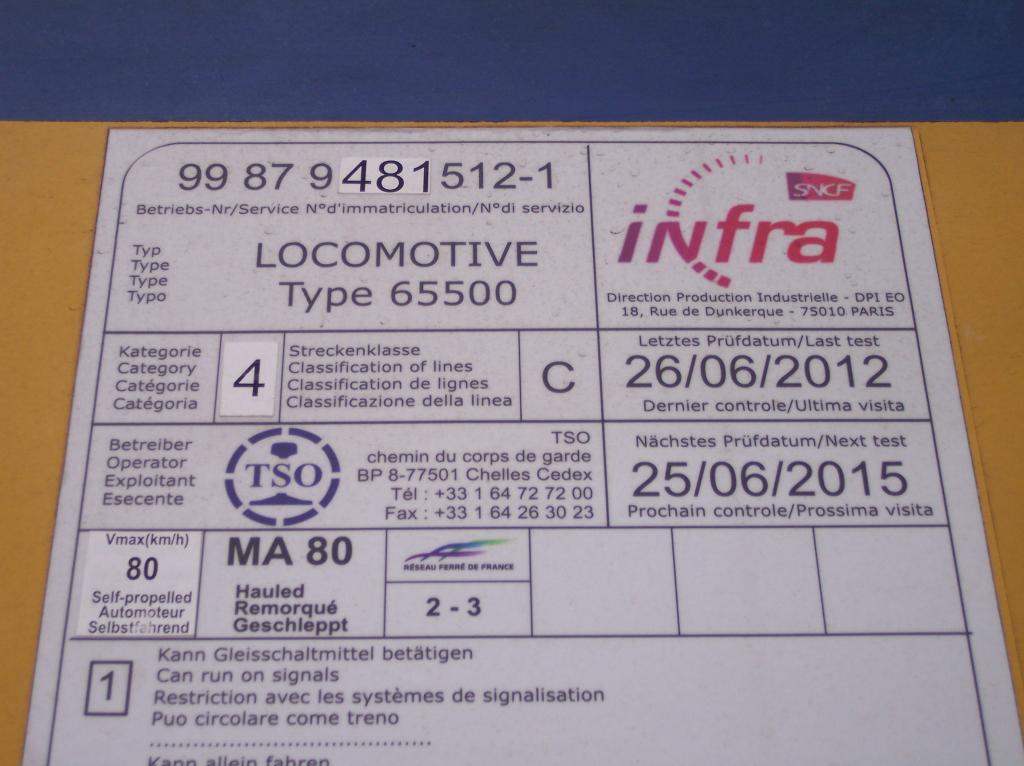 99 87 9 481 512-1
Betriebs-Nr/Service N°d'immatriculation/N°di servizio
Typ
Type
Type
Typo
LOCOMOTIVE
Type 65500
SNCF
infra
Direction Production Industrielle - DPI EO
18, Rue de Dunkerque - 75010 PARIS
Kategorie
Category
Catégorie
Catégoria
4
Streckenklasse
Classification of lines
Classification de lignes
Classificazione della linea
C
Letztes Prüfdatum/Last test
26/06/2012
Dernier controle/Ultima visita
Betreiber
Operator
Exploitant
Esecente
TSO
TSO
chemin du corps de garde
BP 8-77501 Chelles Cedex
Tél : +33 1 64 72 72 00
Fax : +33 1 64 26 30 23
Nächstes Prüfdatum/Next test
25/06/2015
Prochain controle/Prossima visita
Vmax(km/h)
80
Self-propelled
Automoteur
Selbstfahrend
MA 80
Hauled
Remorqué
Geschleppt
RÉSEAU FERRÉ DE FRANCE
2 - 3
1
Kann Gleisschaltmittel betätigen
Can run on signals
Restriction avec les systèmes de signalisation
Puo circolare come treno
........................................
Kann allein fahren